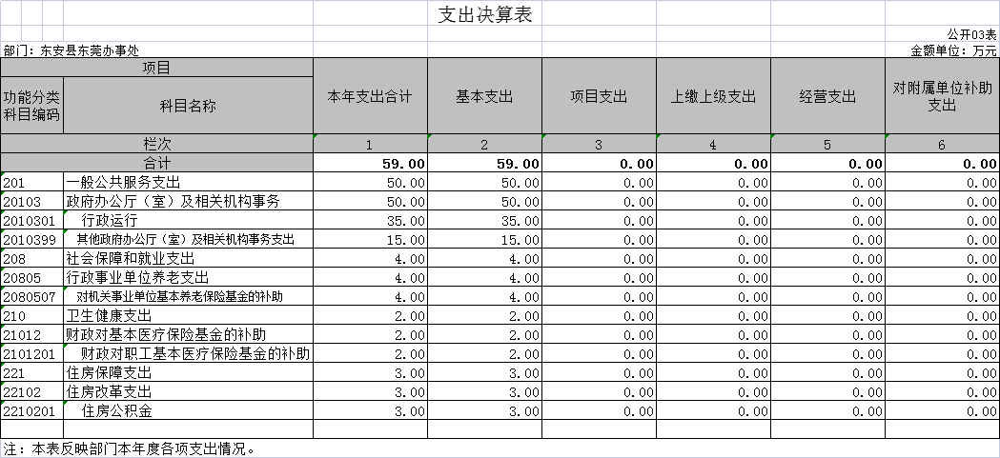 支出决算表
公开03表
部门：东安县东莞办事处 金额单位：万元
项目 本年支出合计 基本支出 项目支出 上缴上级支出 经营支出 对附属单位补助支出
功能分类科目编码 科目名称
栏次 1 2 3 4 5 6
合计 59.00 59.00 0.00 0.00 0.00 0.00
201 一般公共服务支出 50.00 50.00 0.00 0.00 0.00 0.00
20103 政府办公厅（室）及相关机构事务 50.00 50.00 0.00 0.00 0.00 0.00
2010301 行政运行 35.00 35.00 0.00 0.00 0.00 0.00
2010399 其他政府办公厅（室）及相关机构事务支出 15.00 15.00 0.00 0.00 0.00 0.00
208 社会保障和就业支出 4.00 4.00 0.00 0.00 0.00 0.00
20805 行政事业单位养老支出 4.00 4.00 0.00 0.00 0.00 0.00
2080507 对机关事业单位基本养老保险基金的补助 4.00 4.00 0.00 0.00 0.00 0.00
210 卫生健康支出 2.00 2.00 0.00 0.00 0.00 0.00
21012 财政对基本医疗保险基金的补助 2.00 2.00 0.00 0.00 0.00 0.00
2101201 财政对职工基本医疗保险基金的补助 2.00 2.00 0.00 0.00 0.00 0.00
221 住房保障支出 3.00 3.00 0.00 0.00 0.00 0.00
22102 住房改革支出 3.00 3.00 0.00 0.00 0.00 0.00
2210201 住房公积金 3.00 3.00 0.00 0.00 0.00 0.00
注：本表反映部门本年度各项支出情况。